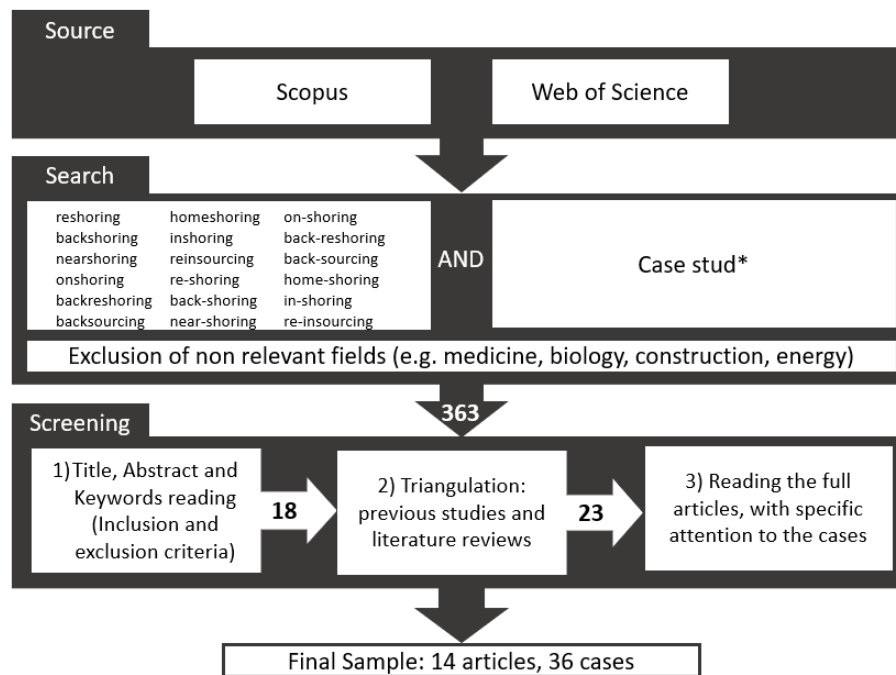 Source
Scopus
Web of Science
Search
reshoring
backshoring
nearshoring
onshoring
backreshoring
backsourcing
homeshoring
inshoring
reinsourcing
re-shoring
back-shoring
near-shoring
on-shoring
back-reshoring
back-sourcing
home-shoring
in-shoring
re-insourcing
AND
Case stud*
Exclusion of non relevant fields (e.g. medicine, biology, construction, energy)
363
Screening
1)Title, Abstract and
Keywords reading
(Inclusion and
exclusion criteria)
18
2) Triangulation:
previous studies and
literature reviews
23
3) Reading the full
articles, with specific
attention to the cases
Final Sample: 14 articles, 36 cases